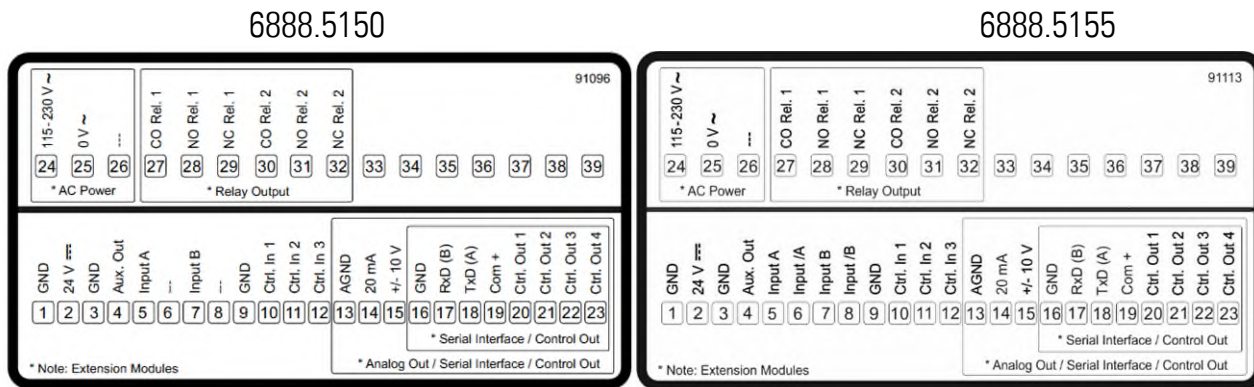 6888.5150
91096
115-230 V ~
0 V ~
---
CO Rel. 1
NO Rel. 1
NC Rel. 1
CO Rel. 2
NO Rel. 2
NC Rel. 2
24 25 26 27 28 29 30 31 32 33 34 35 36 37 38 39
* AC Power
* Relay Output
GND
24 V ⎓
GND
Aux. Out
Input A
---
Input B
---
GND
Ctrl. In 1
Ctrl. In 2
Ctrl. In 3
AGND
20 mA
+/- 10 V
GND
RxD (B)
TxD (A)
Com +
Ctrl. Out 1
Ctrl. Out 2
Ctrl. Out 3
Ctrl. Out 4
1 2 3 4 5 6 7 8 9 10 11 12 13 14 15 16 17 18 19 20 21 22 23
* Serial Interface / Control Out
* Analog Out / Serial Interface / Control Out
* Note: Extension Modules
6888.5155
91113
115-230 V ~
0 V ~
---
CO Rel. 1
NO Rel. 1
NC Rel. 1
CO Rel. 2
NO Rel. 2
NC Rel. 2
24 25 26 27 28 29 30 31 32 33 34 35 36 37 38 39
* AC Power
* Relay Output
GND
24 V ⎓
GND
Aux. Out
Input A
Input /A
Input B
Input /B
GND
Ctrl. In 1
Ctrl. In 2
Ctrl. In 3
AGND
20 mA
+/- 10 V
GND
RxD (B)
TxD (A)
Com +
Ctrl. Out 1
Ctrl. Out 2
Ctrl. Out 3
Ctrl. Out 4
1 2 3 4 5 6 7 8 9 10 11 12 13 14 15 16 17 18 19 20 21 22 23
* Serial Interface / Control Out
* Analog Out / Serial Interface / Control Out
* Note: Extension Modules